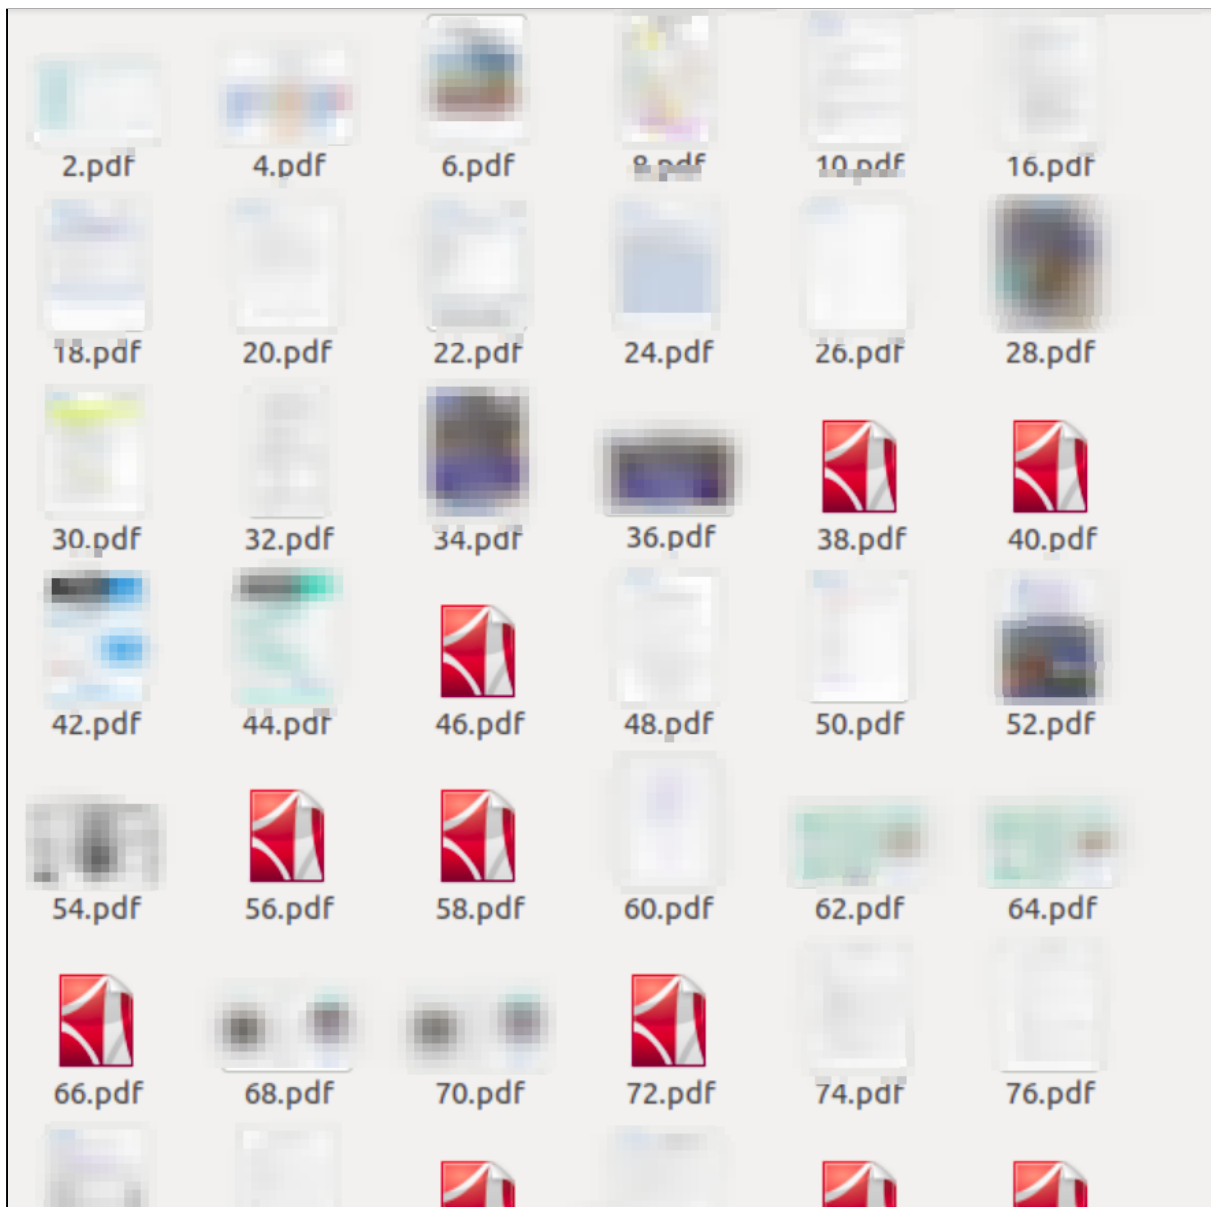 2.pdf 4.pdf 6.pdf 8.pdf 10.pdf 16.pdf
18.pdf 20.pdf 22.pdf 24.pdf 26.pdf 28.pdf
30.pdf 32.pdf 34.pdf 36.pdf 38.pdf 40.pdf
42.pdf 44.pdf 46.pdf 48.pdf 50.pdf 52.pdf
54.pdf 56.pdf 58.pdf 60.pdf 62.pdf 64.pdf
66.pdf 68.pdf 70.pdf 72.pdf 74.pdf 76.pdf